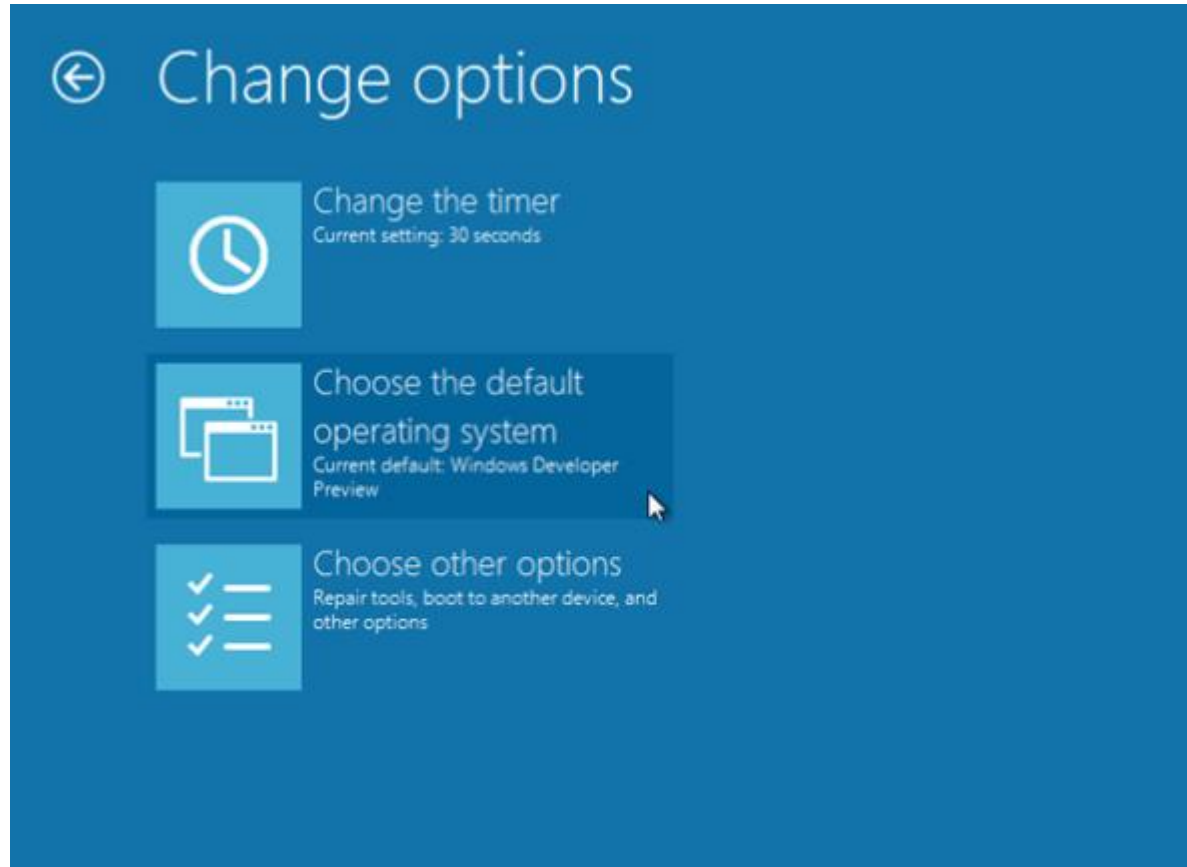 Change options
Change the timer
Current setting: 30 seconds
Choose the default
operating system
Current default: Windows Developer
Preview
Choose other options
Repair tools, boot to another device, and
other options